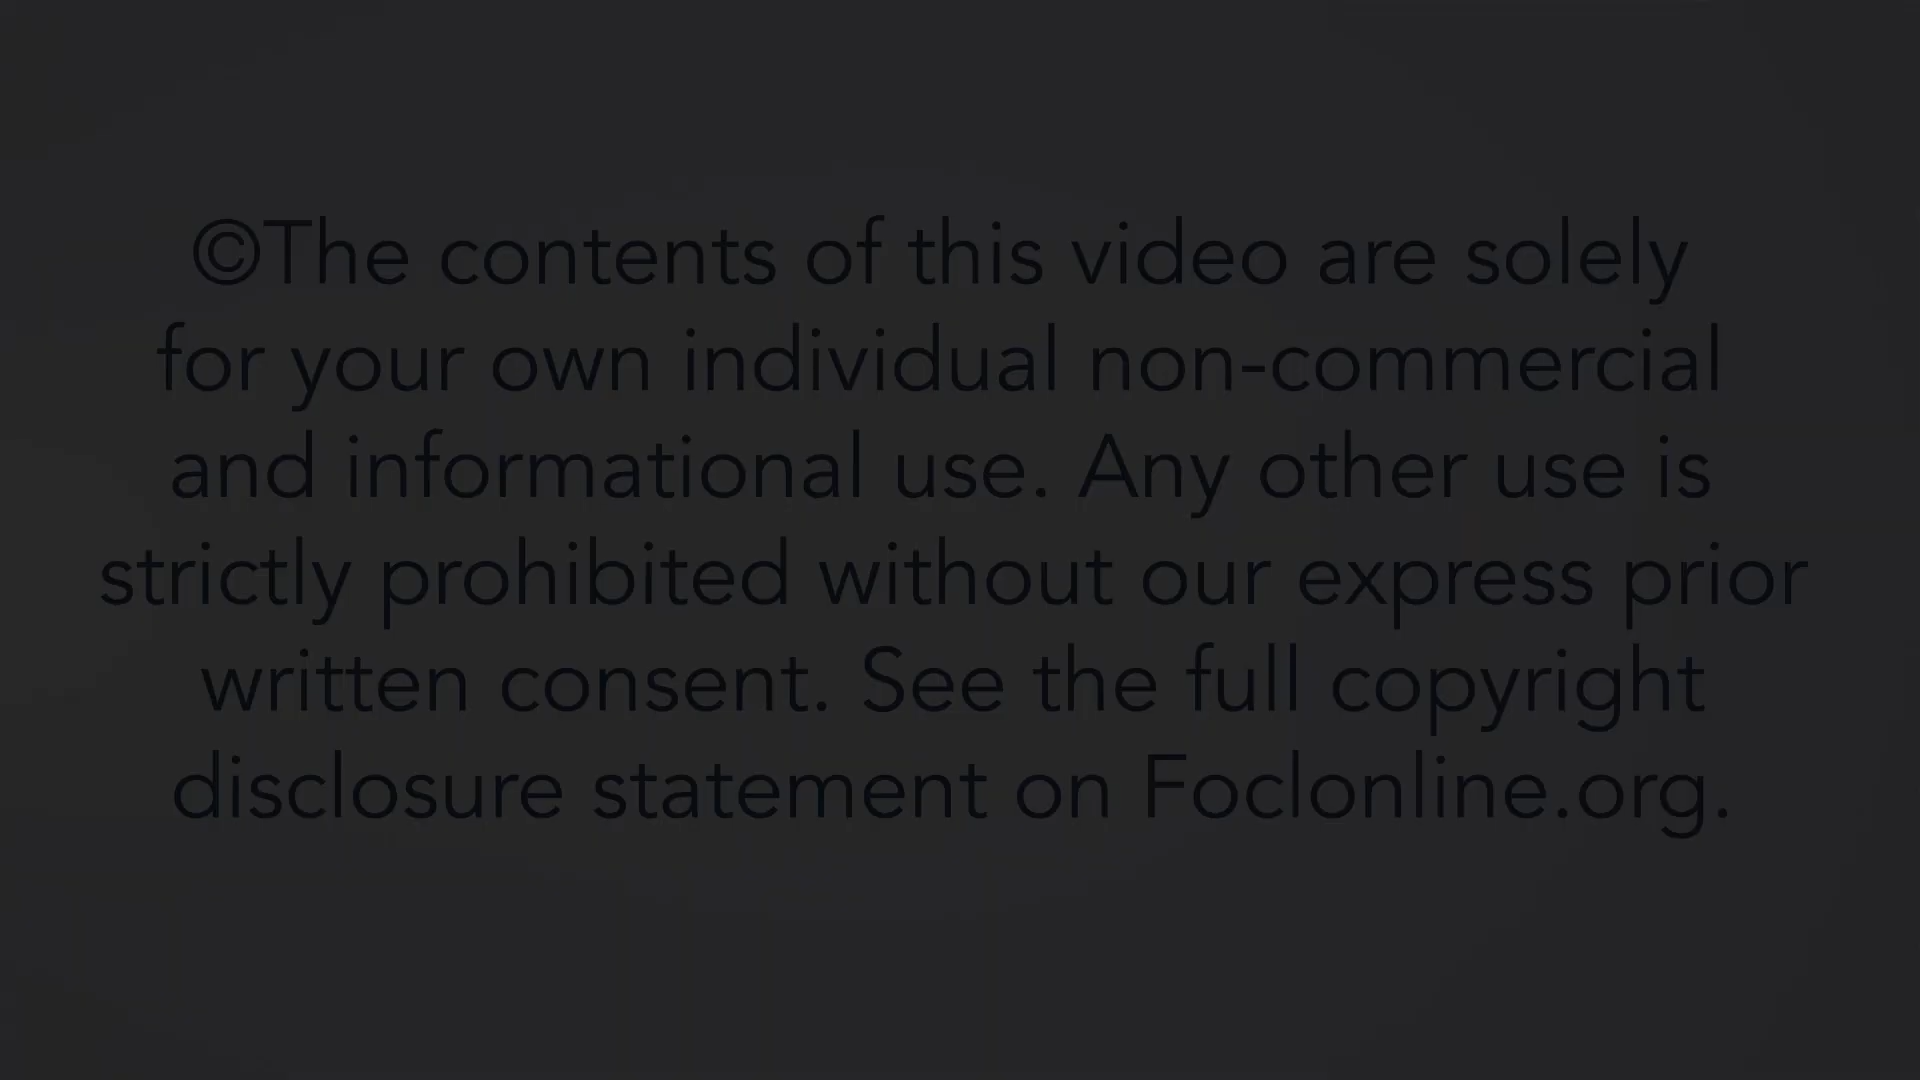 ©The contents of this video are solely
for your own individual non-commercial
and informational use. Any other use is
strictly prohibited without our express prior
written consent. See the full copyright
disclosure statement on Foclonline.org.